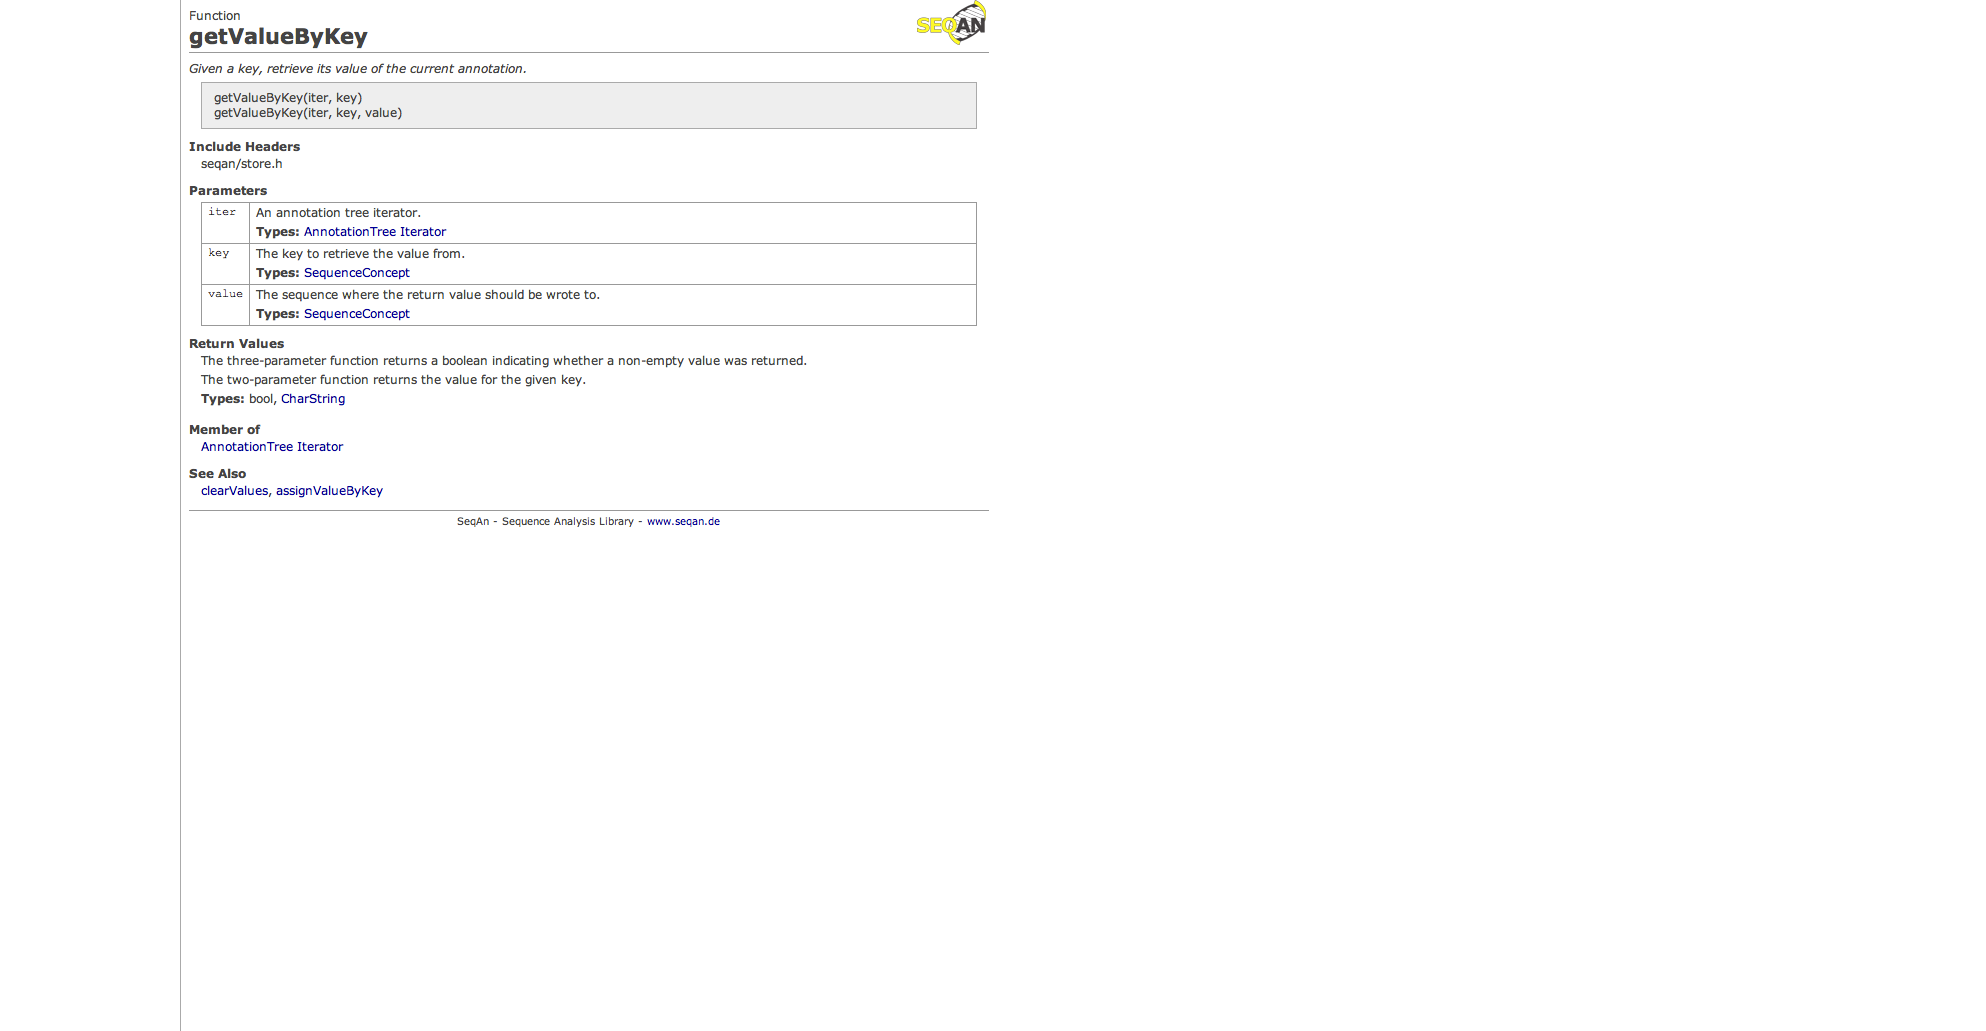 Function
SEQAN
getValueByKey
Given a key, retrieve its value of the current annotation.
getValueByKey(iter, key)
getValueByKey(iter, key, value)
Include Headers
seqan/store.h
Parameters
iter An annotation tree iterator.
Types: AnnotationTree Iterator
key The key to retrieve the value from.
Types: SequenceConcept
value The sequence where the return value should be wrote to.
Types: SequenceConcept
Return Values
The three-parameter function returns a boolean indicating whether a non-empty value was returned.
The two-parameter function returns the value for the given key.
Types: bool, CharString
Member of
AnnotationTree Iterator
See Also
clearValues, assignValueByKey
SeqAn - Sequence Analysis Library - www.seqan.de